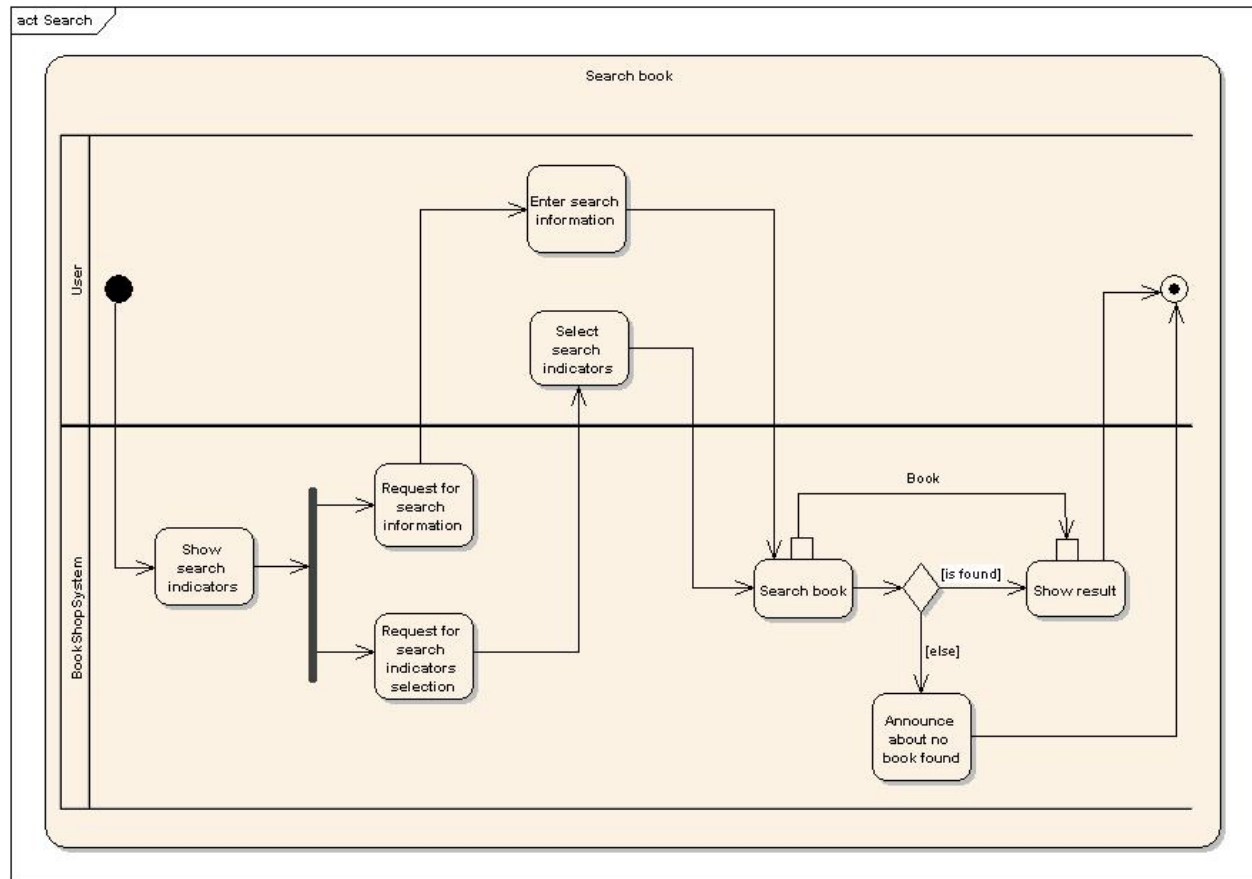 act Search
Search book
User
Enter search
information
Select
search
indicators
BookShopSystem
Show
search
indicators
Request for
search
information
Request for
search
indicators
selection
Book
Search book
[is found]
Show result
[else]
Announce
about no
book found